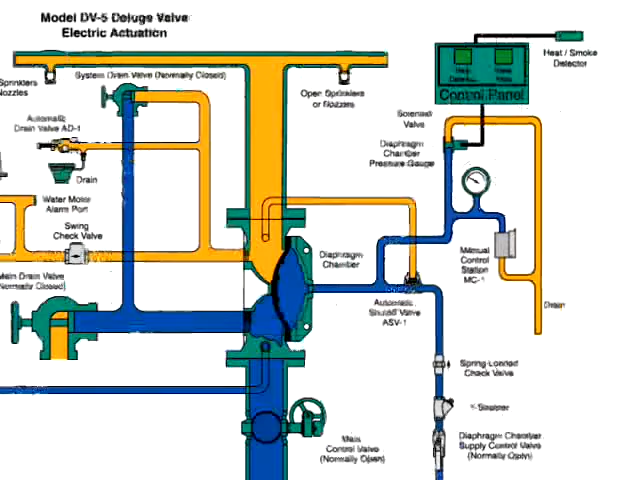 Model DV-5 Deluge Valve
Electric Actuation
Sprinklers
Nozzles
System Drain Valve (Normally Closed)
Open Sprinklers
or Nozzles
Heat / Smoke
Detector
Control Panel
Solenoid
Valve
Automatic
Drain Valve AD-1
Drain
Diaphragm
Chamber
Pressure Gauge
Water Motor
Alarm Port
Swing
Check Valve
Diaphragm
Chamber
Manual
Control
Station
MC-1
Main Drain Valve
Normally Closed)
Automatic
Shutoff Valve
ASV-1
Drain
Spring-Loaded
Check Valve
Y-Strainer
Main
Control Valve
(Normally Open)
Diaphragm Chamber
Supply Control Valve
(Normally Open)